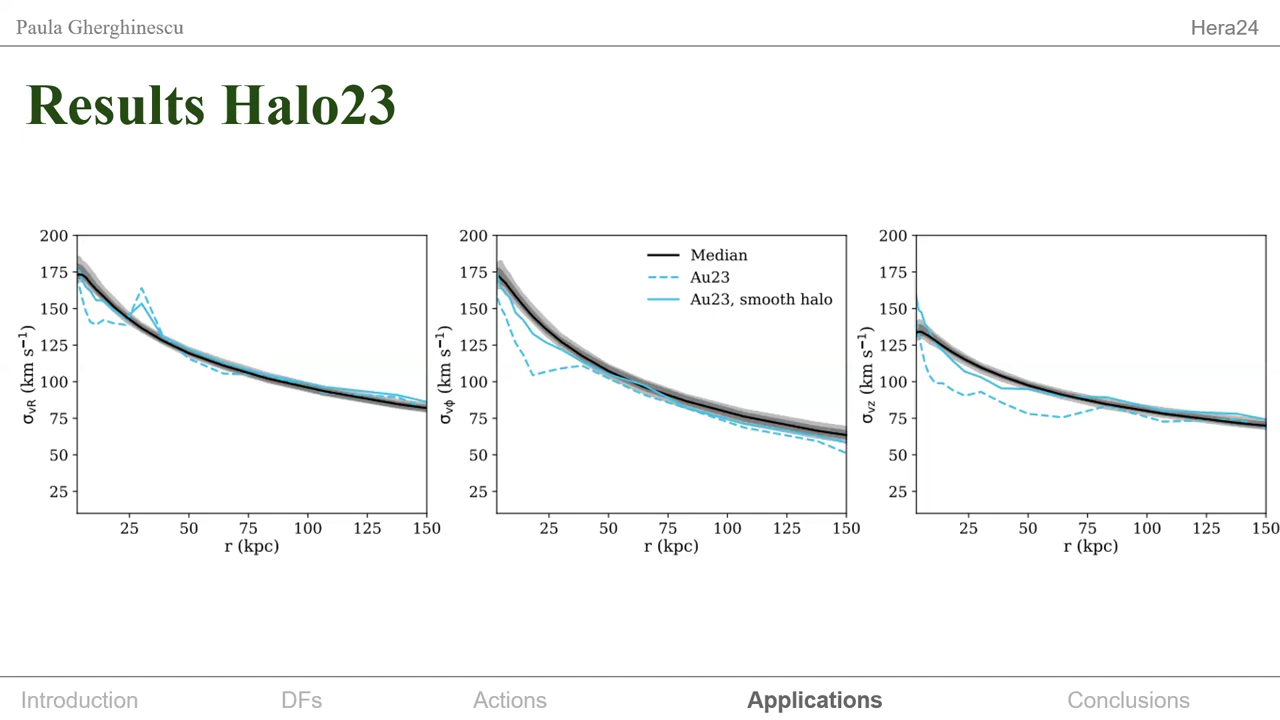 Paula Gherghinescu
Hera24
Results Halo23
200
175
150
125
100
75
50
25
σvR (km s−1)
25 50 75 100 125 150
r (kpc)
200
175
150
125
100
75
50
25
σvϕ (km s−1)
Median
Au23
Au23, smooth halo
25 50 75 100 125 150
r (kpc)
200
175
150
125
100
75
50
25
σvz (km s−1)
25 50 75 100 125 150
r (kpc)
Introduction DFs Actions Applications Conclusions